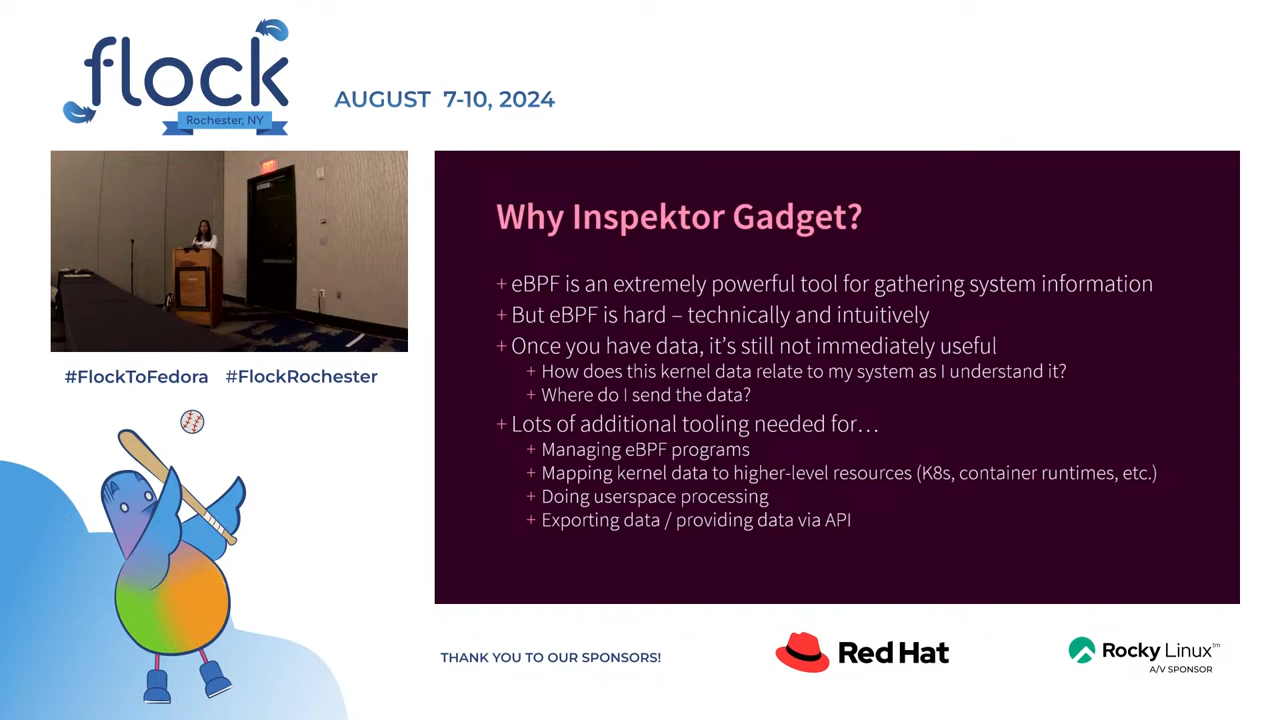 flock
Rochester, NY
AUGUST 7-10, 2024
EXIT
#FlockToFedora #FlockRochester
Why Inspektor Gadget?
+ eBPF is an extremely powerful tool for gathering system information
+ But eBPF is hard – technically and intuitively
+ Once you have data, it's still not immediately useful
+ How does this kernel data relate to my system as I understand it?
+ Where do I send the data?
+ Lots of additional tooling needed for…
+ Managing eBPF programs
+ Mapping kernel data to higher-level resources (K8s, container runtimes, etc.)
+ Doing userspace processing
+ Exporting data / providing data via API
THANK YOU TO OUR SPONSORS!
Red Hat
Rocky Linux™
A/V SPONSOR